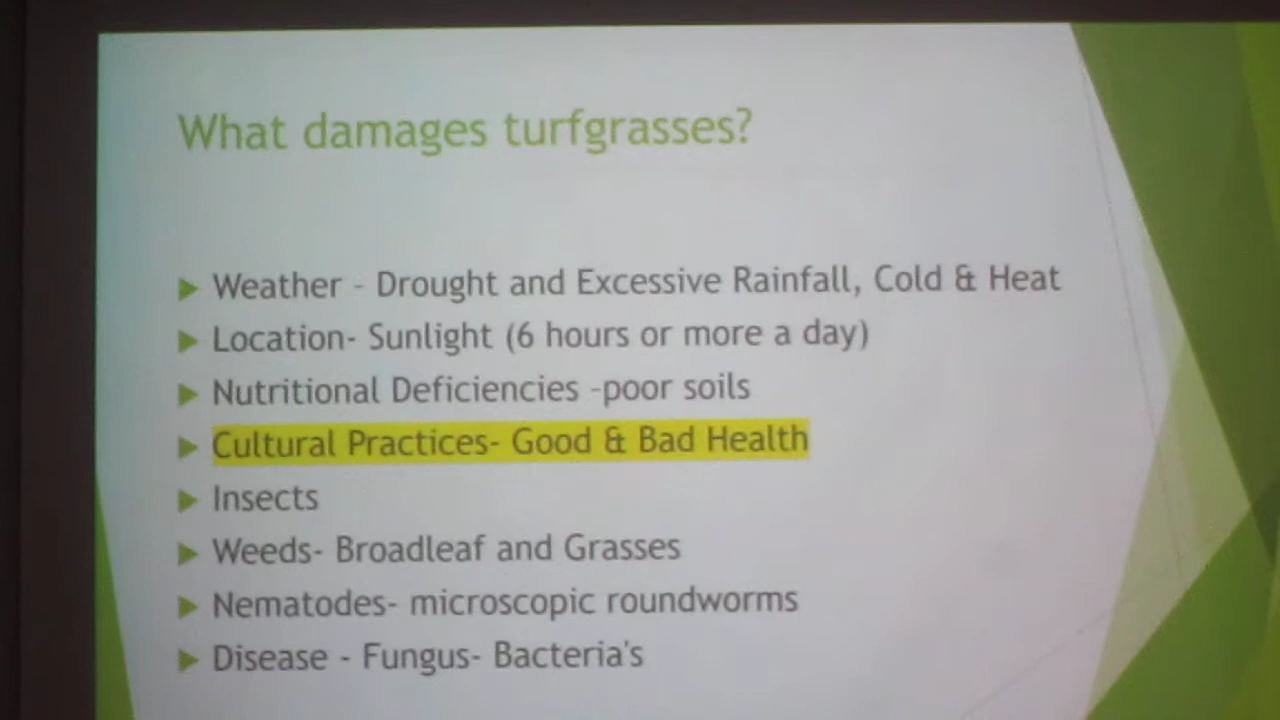 What damages turfgrasses?
Weather - Drought and Excessive Rainfall, Cold & Heat
Location- Sunlight (6 hours or more a day)
Nutritional Deficiencies -poor soils
Cultural Practices- Good & Bad Health
Insects
Weeds- Broadleaf and Grasses
Nematodes- microscopic roundworms
Disease - Fungus- Bacteria's